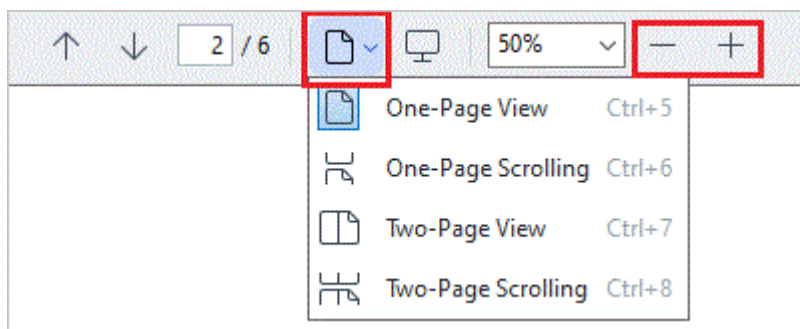 2 / 6 50%
One-Page View Ctrl+5
One-Page Scrolling Ctrl+6
Two-Page View Ctrl+7
Two-Page Scrolling Ctrl+8